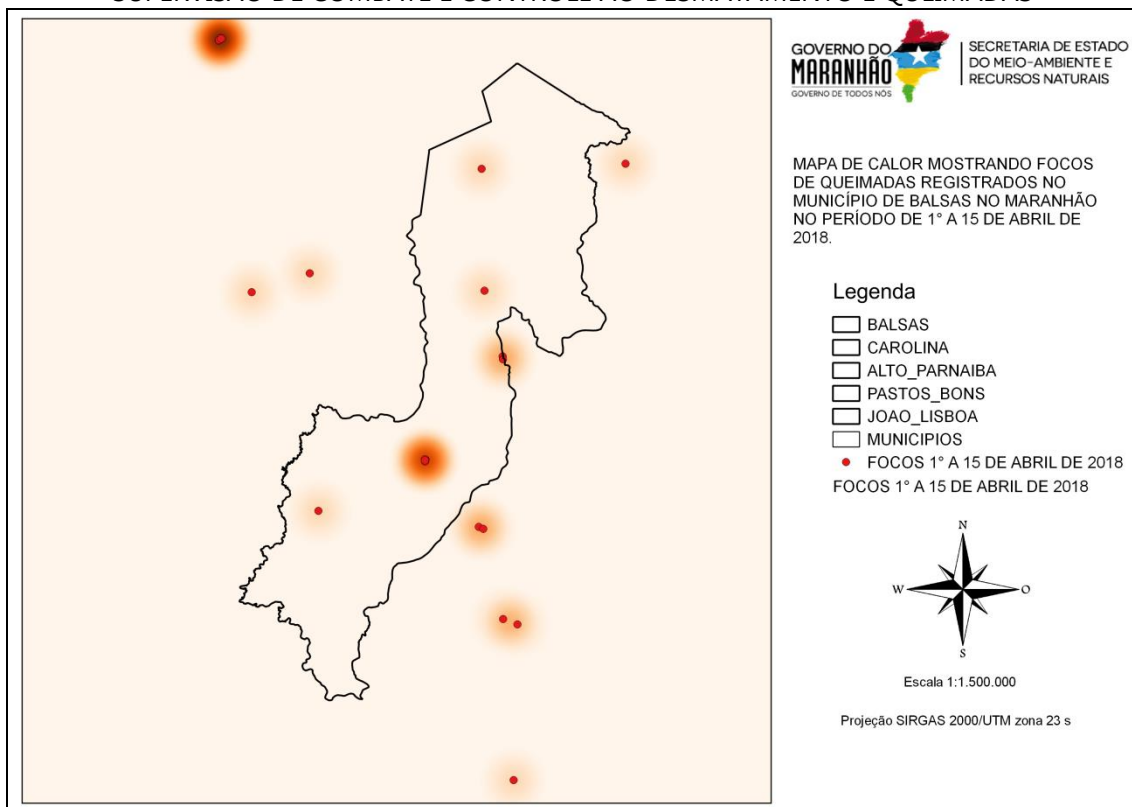 GOVERNO DO
MARANHÃO
GOVERNO DE TODOS NÓS
SECRETARIA DE ESTADO
DO MEIO-AMBIENTE E
RECURSOS NATURAIS
MAPA DE CALOR MOSTRANDO FOCOS
DE QUEIMADAS REGISTRADOS NO
MUNICÍPIO DE BALSAS NO MARANHÃO
NO PERÍODO DE 1° A 15 DE ABRIL DE
2018.
Legenda
BALSAS
CAROLINA
ALTO_PARNAIBA
PASTOS_BONS
JOAO_LISBOA
MUNICIPIOS
FOCOS 1° A 15 DE ABRIL DE 2018
FOCOS 1° A 15 DE ABRIL DE 2018
N
W O
S
Escala 1:1.500.000
Projeção SIRGAS 2000/UTM zona 23 s